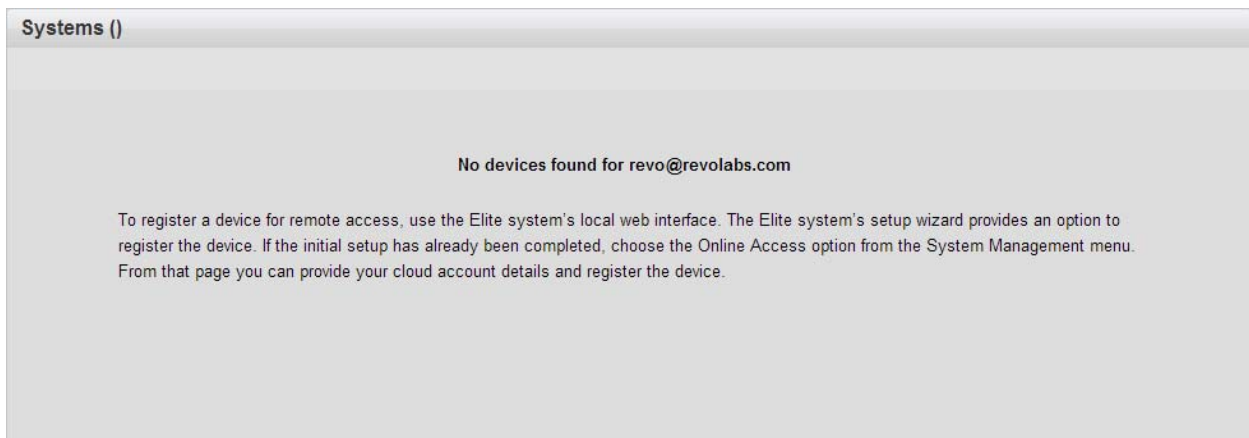 Systems ()
No devices found for revo@revolabs.com
To register a device for remote access, use the Elite system's local web interface. The Elite system's setup wizard provides an option to
register the device. If the initial setup has already been completed, choose the Online Access option from the System Management menu.
From that page you can provide your cloud account details and register the device.